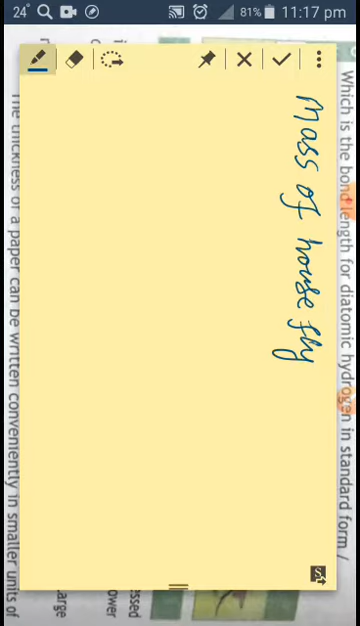 24°
81% 11:17 pm
Which is the bond length for diatomic hydrogen in standard form /
Mass of house fly
The thickness of a paper can be written conveniently in smaller units of